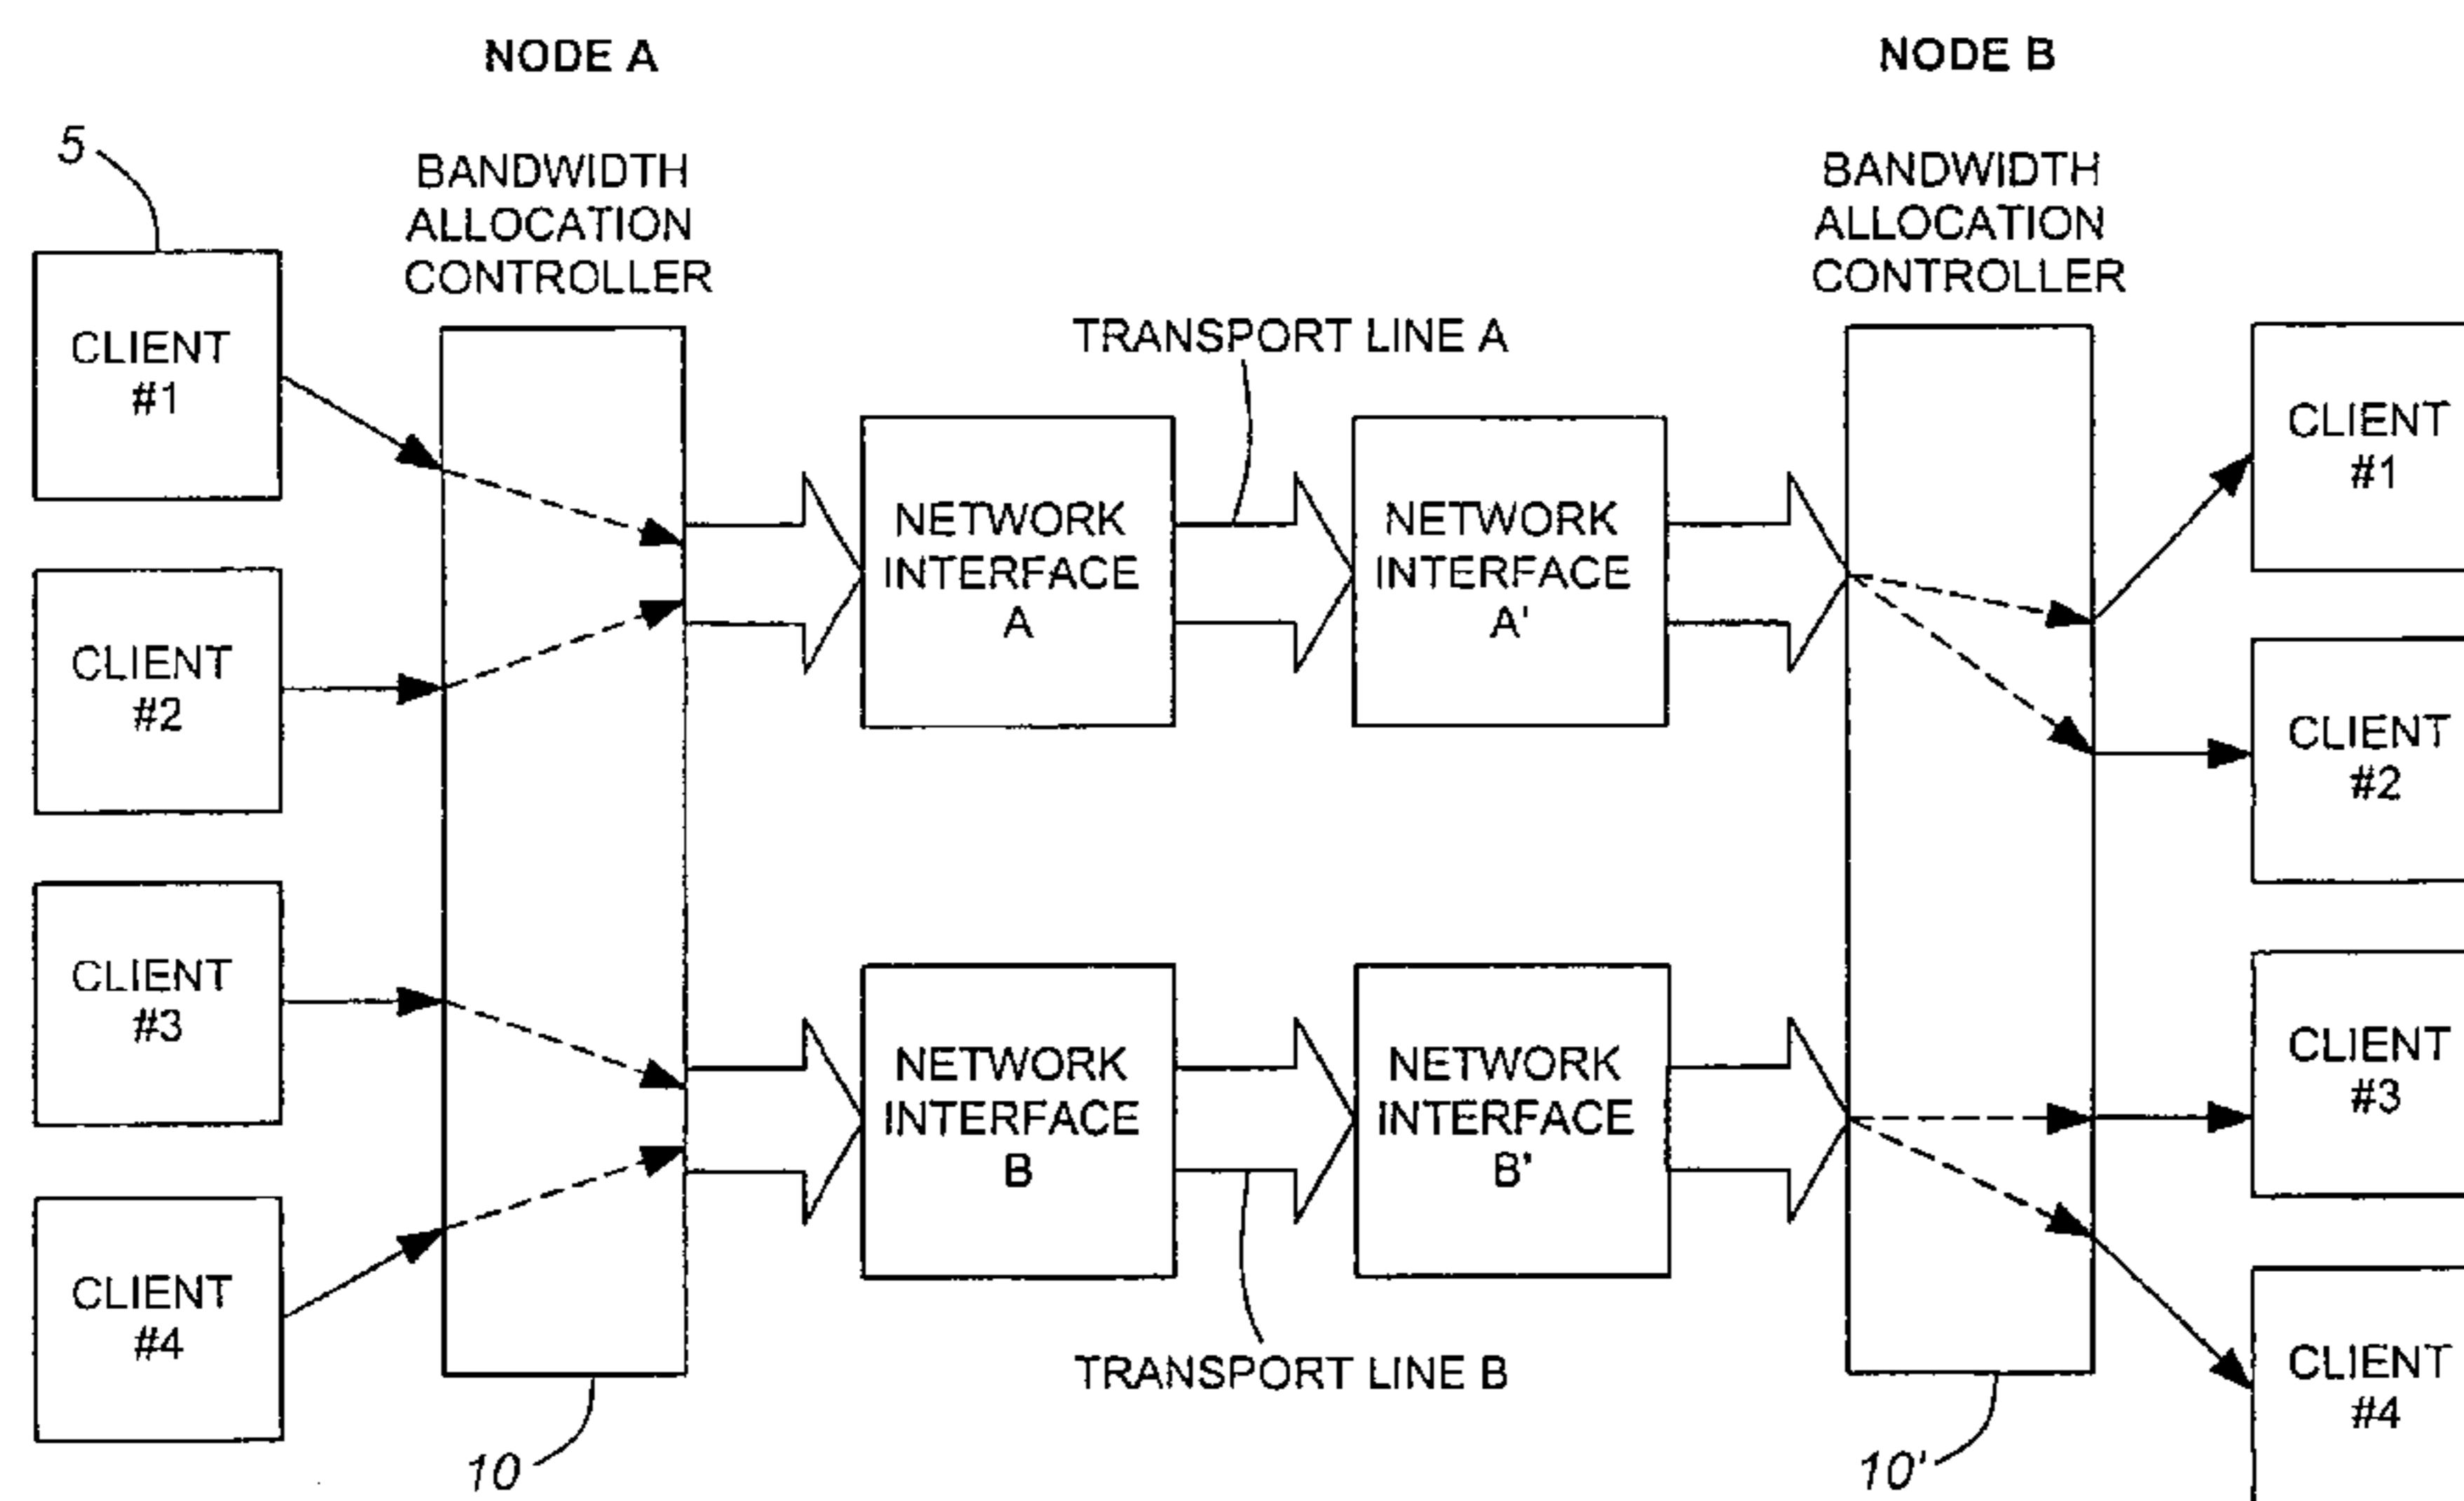 NODE A
NODE B
5
BANDWIDTH
ALLOCATION
CONTROLLER
BANDWIDTH
ALLOCATION
CONTROLLER
CLIENT
#1
CLIENT
#2
CLIENT
#3
CLIENT
#4
TRANSPORT LINE A
NETWORK
INTERFACE
A
NETWORK
INTERFACE
A'
NETWORK
INTERFACE
B
NETWORK
INTERFACE
B'
TRANSPORT LINE B
CLIENT
#1
CLIENT
#2
CLIENT
#3
CLIENT
#4
10
10'